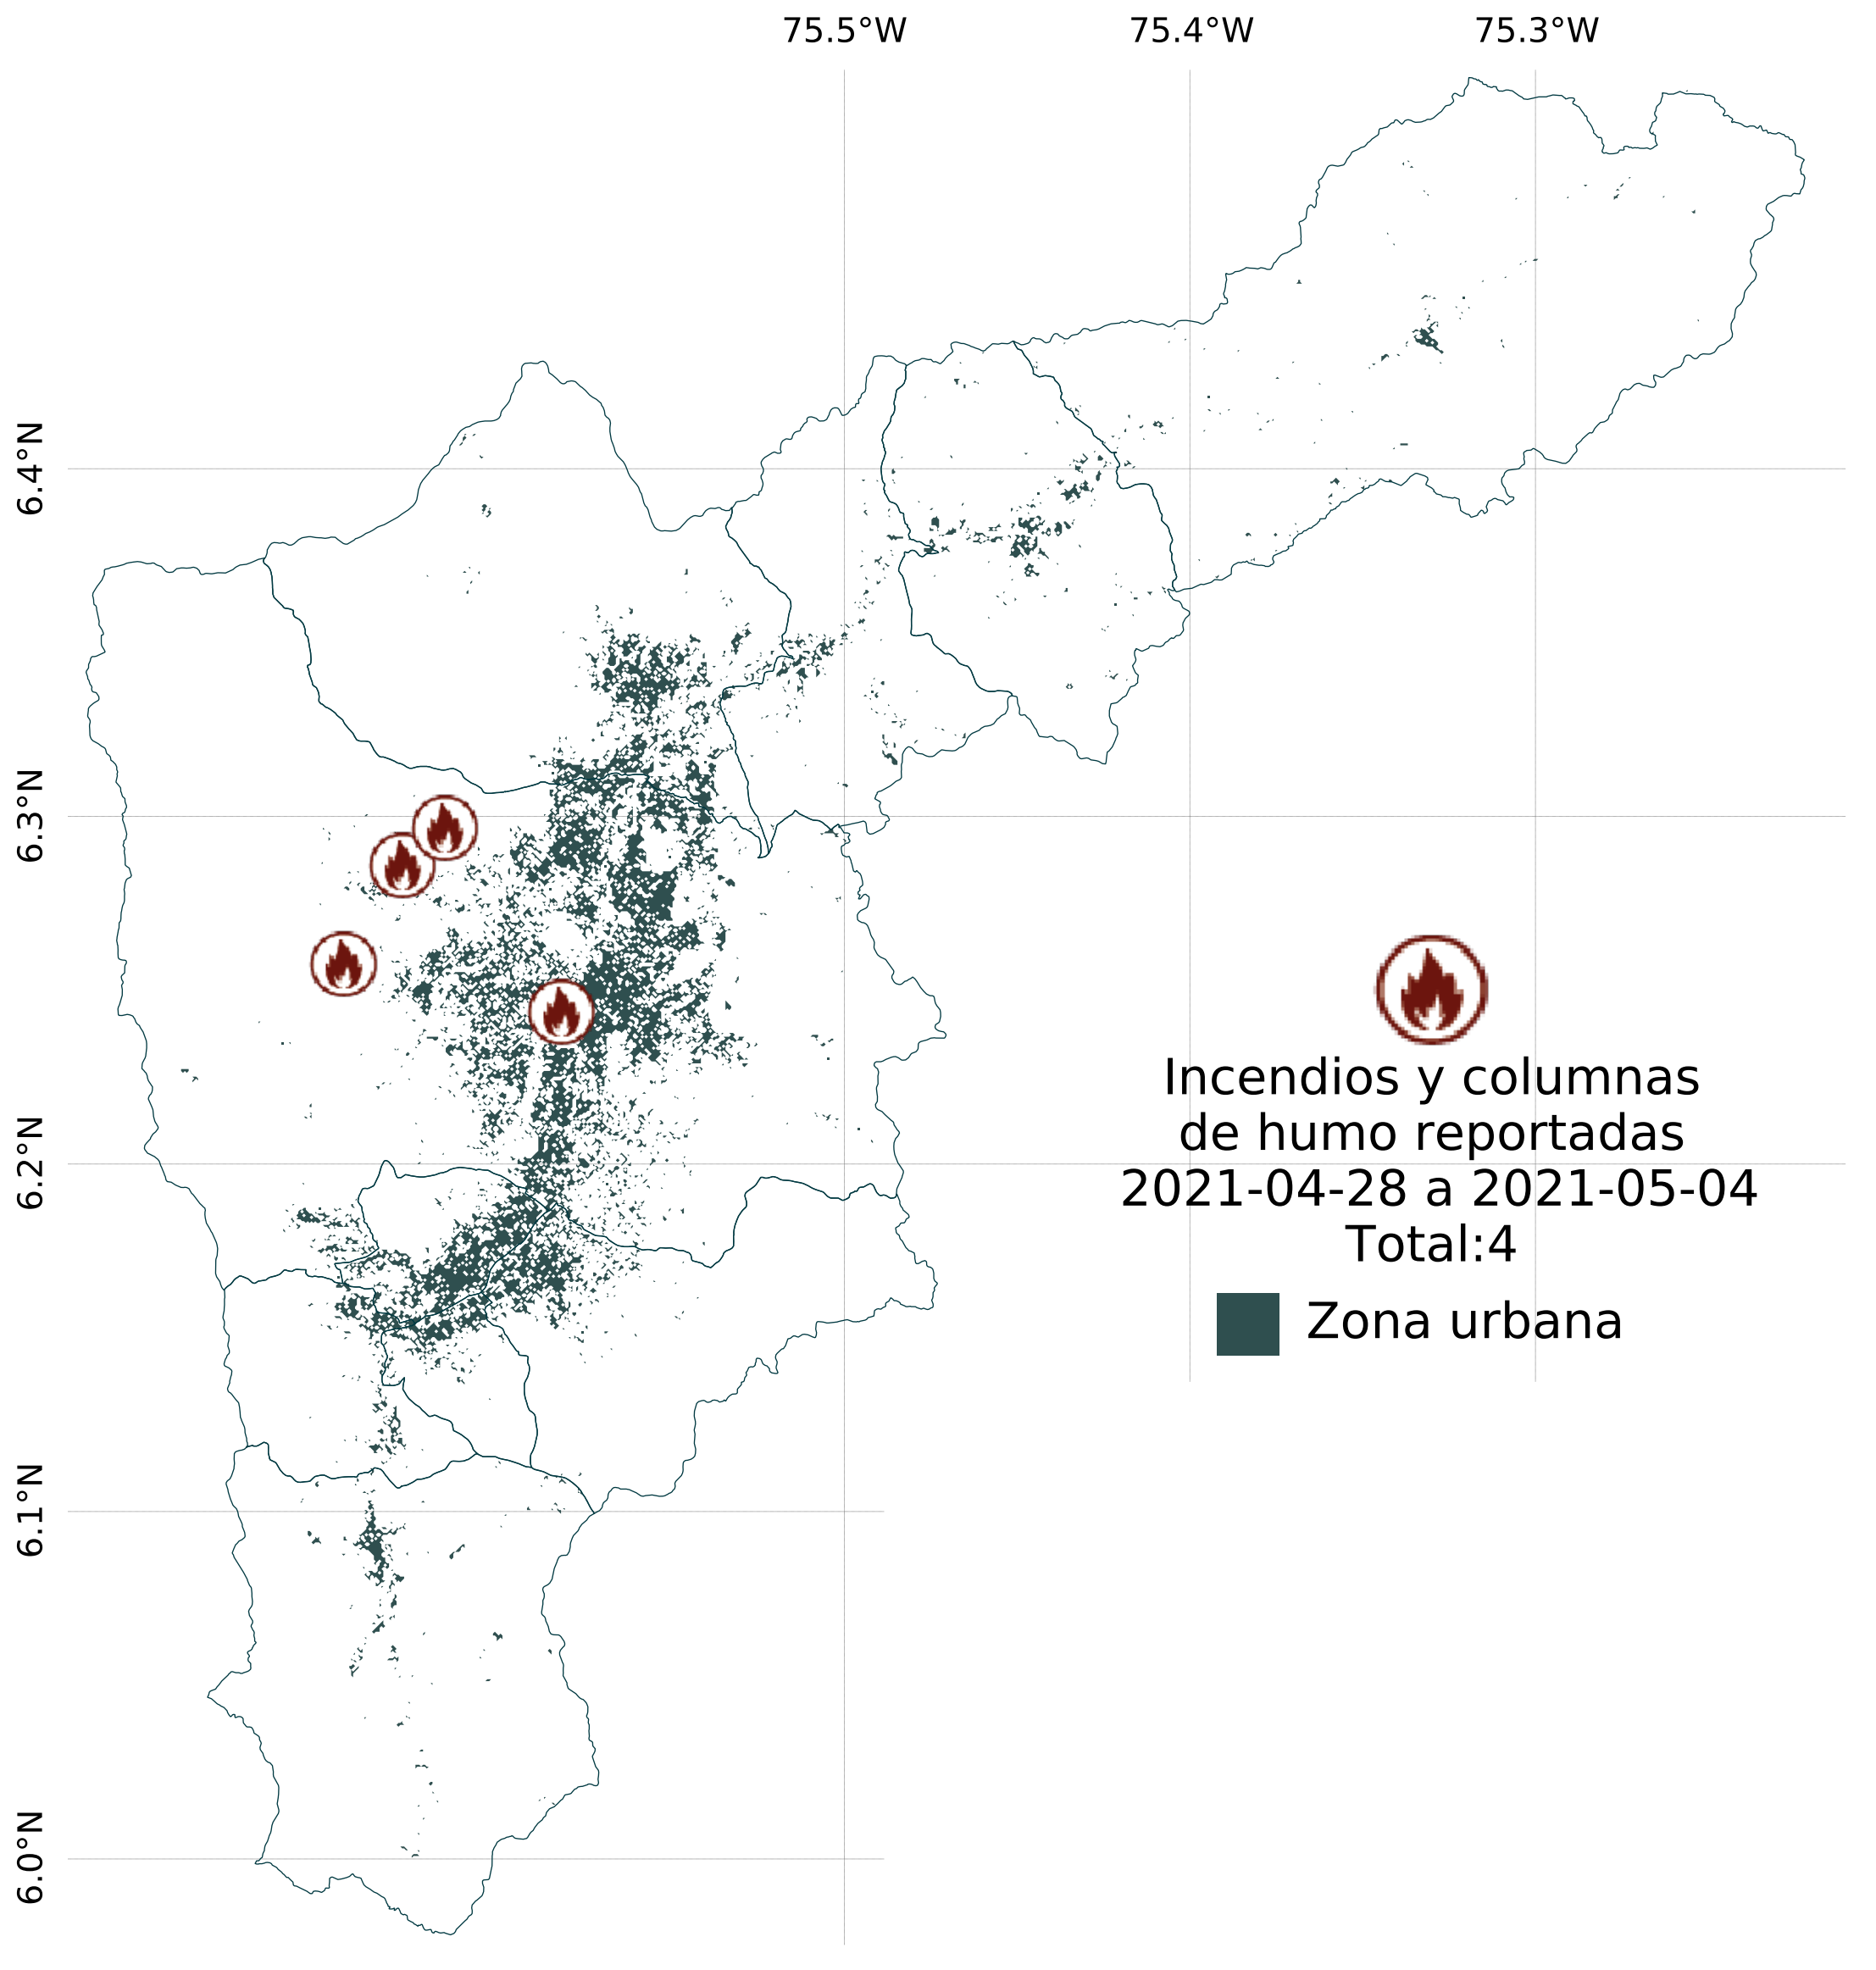 75.5°W 75.4°W 75.3°W
6.4°N
6.3°N
6.2°N
6.1°N
6.0°N
Incendios y columnas
de humo reportadas
2021-04-28 a 2021-05-04
Total:4
Zona urbana